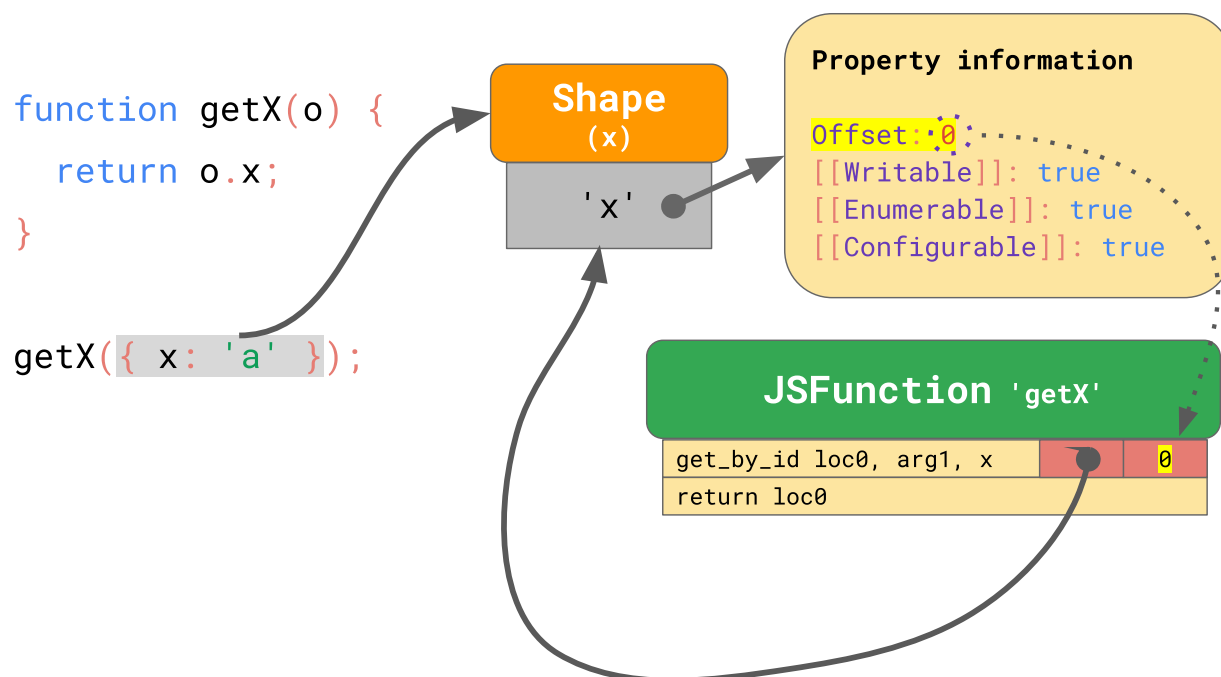 function getX(o) {
return o.x;
}
getX({ x: 'a' });
Shape
(x)
'x'
Property information
Offset: 0
[[Writable]]: true
[[Enumerable]]: true
[[Configurable]]: true
JSFunction 'getX'
get_by_id loc0, arg1, x 0
return loc0